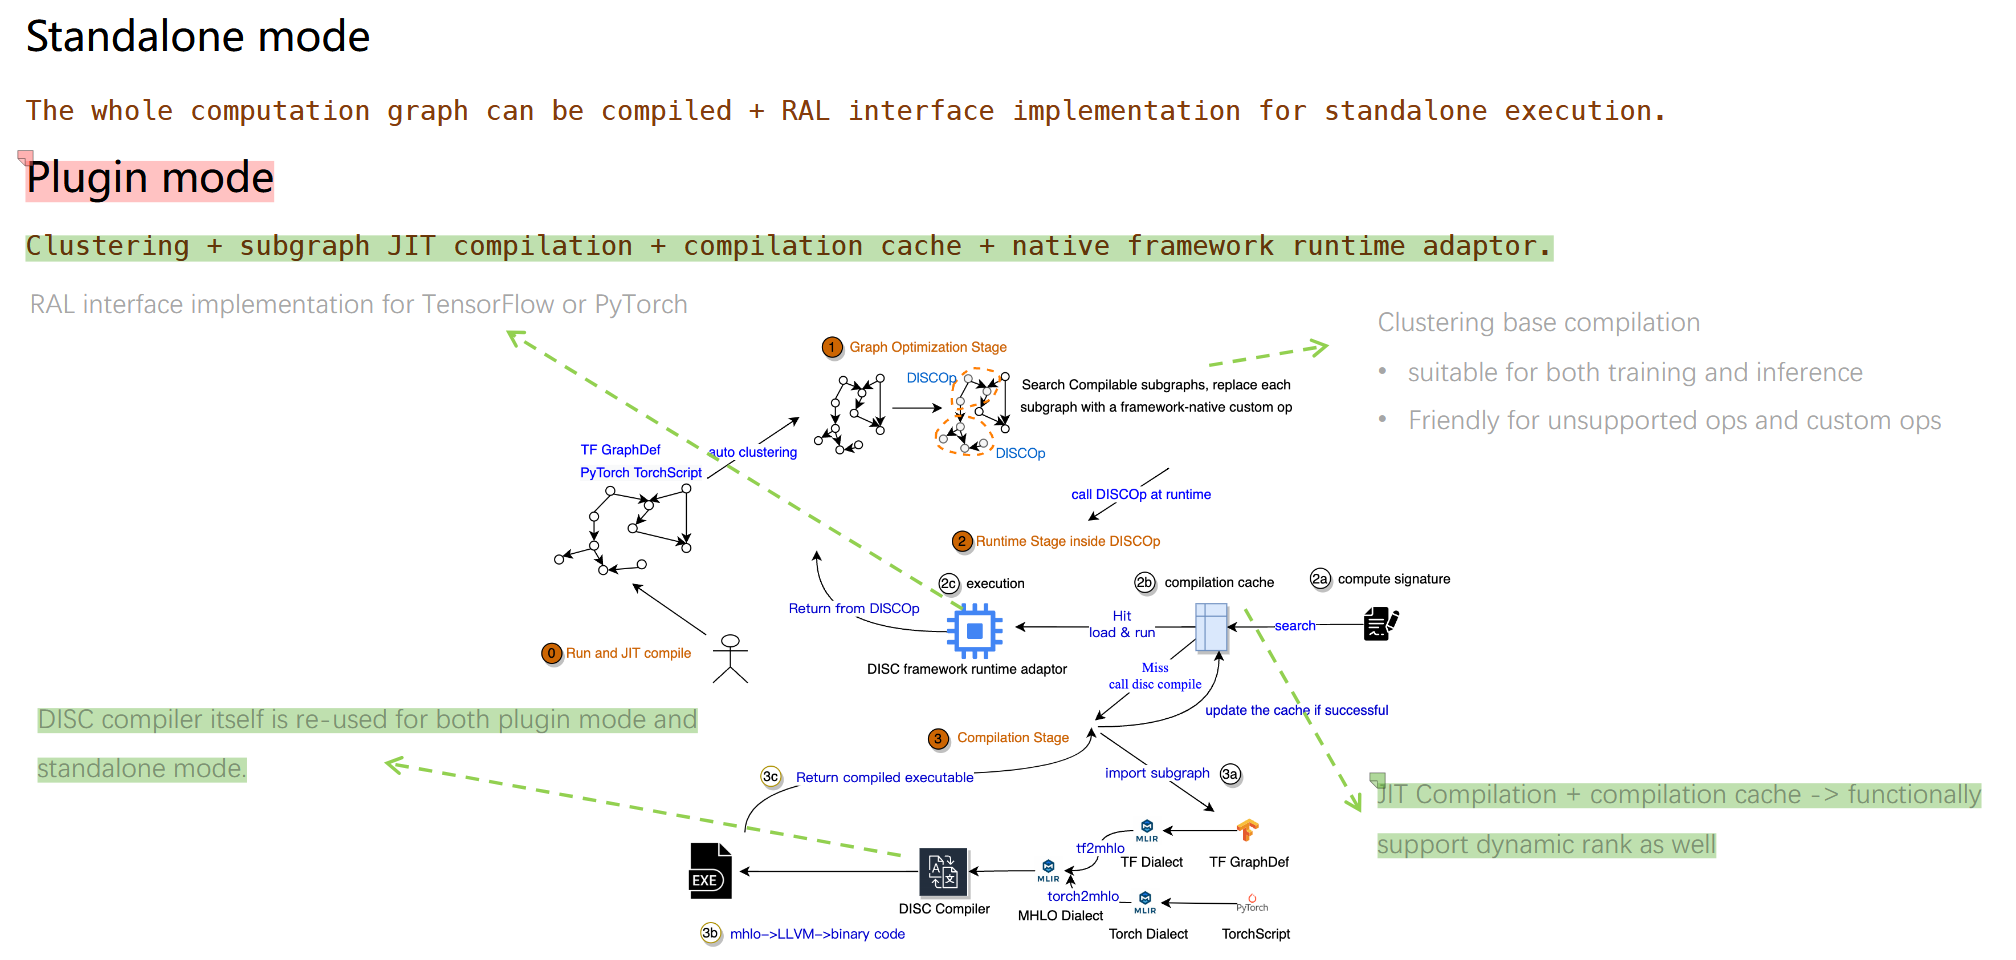 Standalone mode
The whole computation graph can be compiled + RAL interface implementation for standalone execution.
Plugin mode
Clustering + subgraph JIT compilation + compilation cache + native framework runtime adaptor.
RAL interface implementation for TensorFlow or PyTorch
Clustering base compilation
• suitable for both training and inference
• Friendly for unsupported ops and custom ops
1 Graph Optimization Stage
DISCOp
Search Compilable subgraphs, replace each
subgraph with a framework-native custom op
DISCOp
TF GraphDef
PyTorch TorchScript
auto clustering
call DISCOp at runtime
2 Runtime Stage inside DISCOp
2c execution
2b compilation cache
2a compute signature
Return from DISCOp
Hit
load & run
search
DISC framework runtime adaptor
0 Run and JIT compile
Miss
call disc compile
update the cache if successful
DISC compiler itself is re-used for both plugin mode and
standalone mode.
3 Compilation Stage
3c Return compiled executable
import subgraph 3a
JIT Compilation + compilation cache -> functionally
support dynamic rank as well
MLIR
tf2mhlo
TF Dialect
TF GraphDef
EXE
MLIR
torch2mhlo
DISC Compiler
MHLO Dialect
MLIR
PyTorch
3b mhlo->LLVM->binary code
Torch Dialect
TorchScript